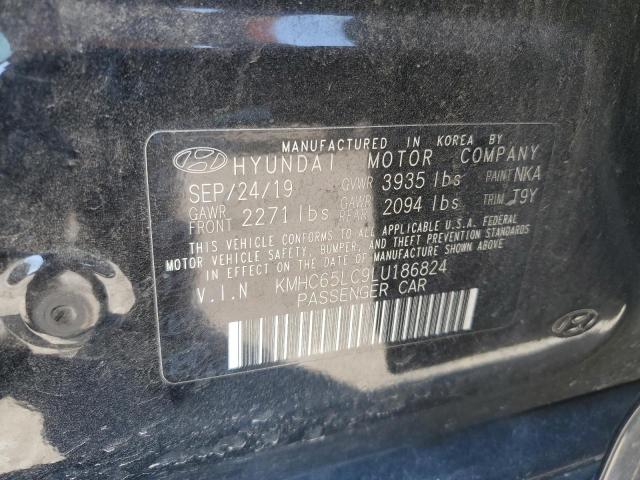 MANUFACTURED IN KOREA BY
HYUNDAI MOTOR COMPANY
SEP/24/19 GVWR 3935 lbs PAINT NKA
GAWR FRONT 2271 lbs GAWR REAR 2094 lbs TRIM T9Y
THIS VEHICLE CONFORMS TO ALL APPLICABLE U.S.A. FEDERAL
MOTOR VEHICLE SAFETY, BUMPER, AND THEFT PREVENTION STANDARDS
IN EFFECT ON THE DATE OF MANUFACTURE SHOWN ABOVE
V.I.N KMHC65LC9LU186824
PASSENGER CAR